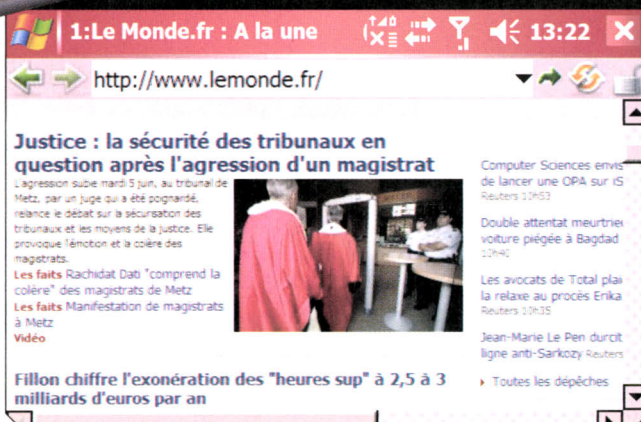 1:Le Monde.fr : A la une
13:22
http://www.lemonde.fr/
Justice : la sécurité des tribunaux en
question après l'agression d'un magistrat
L'agression subie mardi 5 juin, au tribunal de
Metz, par un juge qui a été poignardé,
relance le débat sur la sécurisation des
tribunaux et les moyens de la justice. Elle
provoque l'émotion et la colère des
magistrats.
Les faits Rachidat Dati "comprend la
colère" des magistrats de Metz
Les faits Manifestation de magistrats
à Metz
Vidéo
Fillon chiffre l'exonération des "heures sup" à 2,5 à 3
milliards d'euros par an
Computer Sciences envis
de lancer une OPA sur iS
Reuters 10h53
Double attentat meurtrie
voiture piégée à Bagdad
10h40
Les avocats de Total plai
la relaxe au procès Erika
Reuters 10h35
Jean-Marie Le Pen durcit
ligne anti-Sarkozy Reuters
Toutes les dépêches